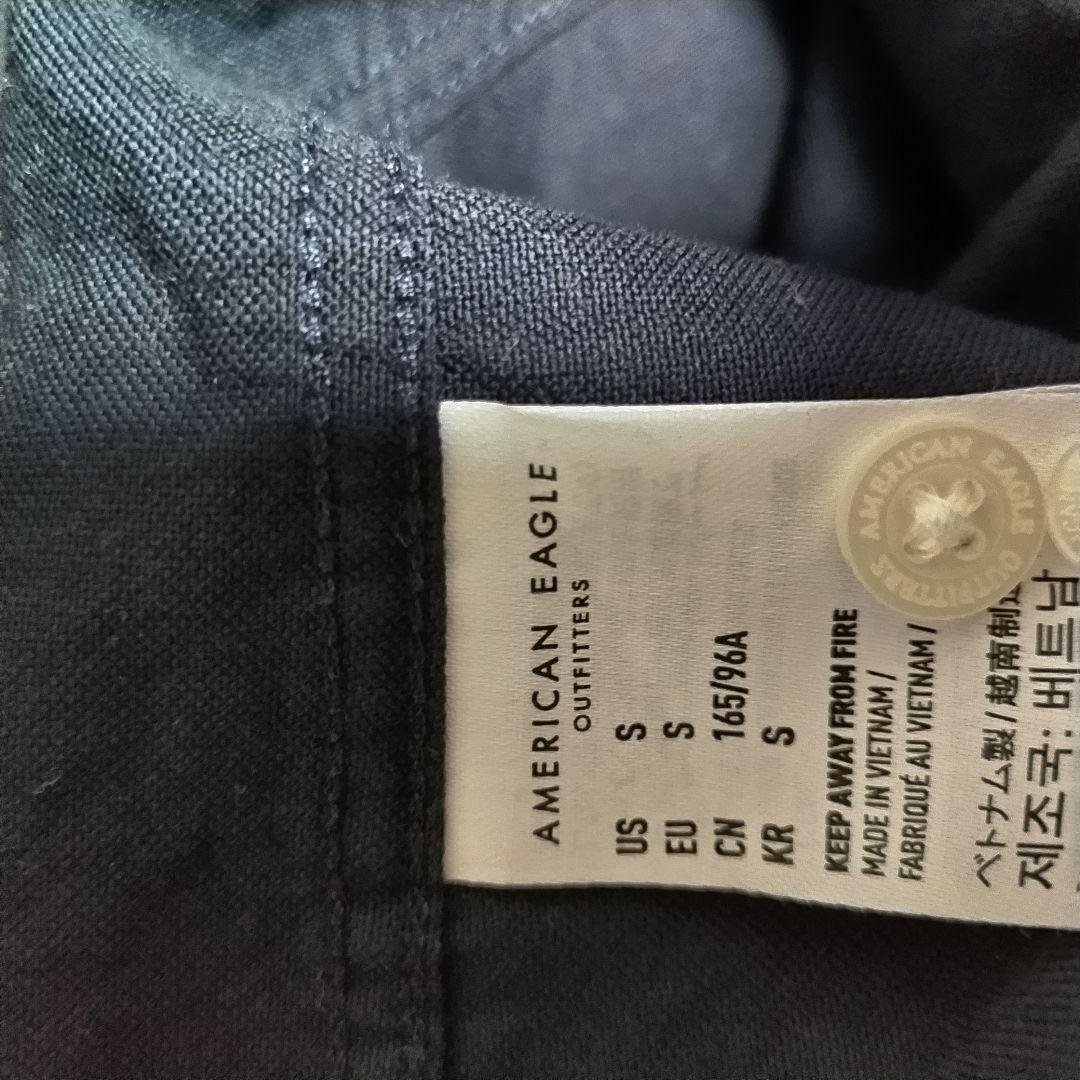 AMERICAN EAGLE
OUTFITTERS
US S
EU S
CN 165/96A
KR S
KEEP AWAY FROM FIRE
MADE IN VIETNAM /
FABRIQUÉ AU VIETNAM /
ベトナム製 / 越南制造
제조국: 베트남
AMERICAN EAGLE OUTFITTERS